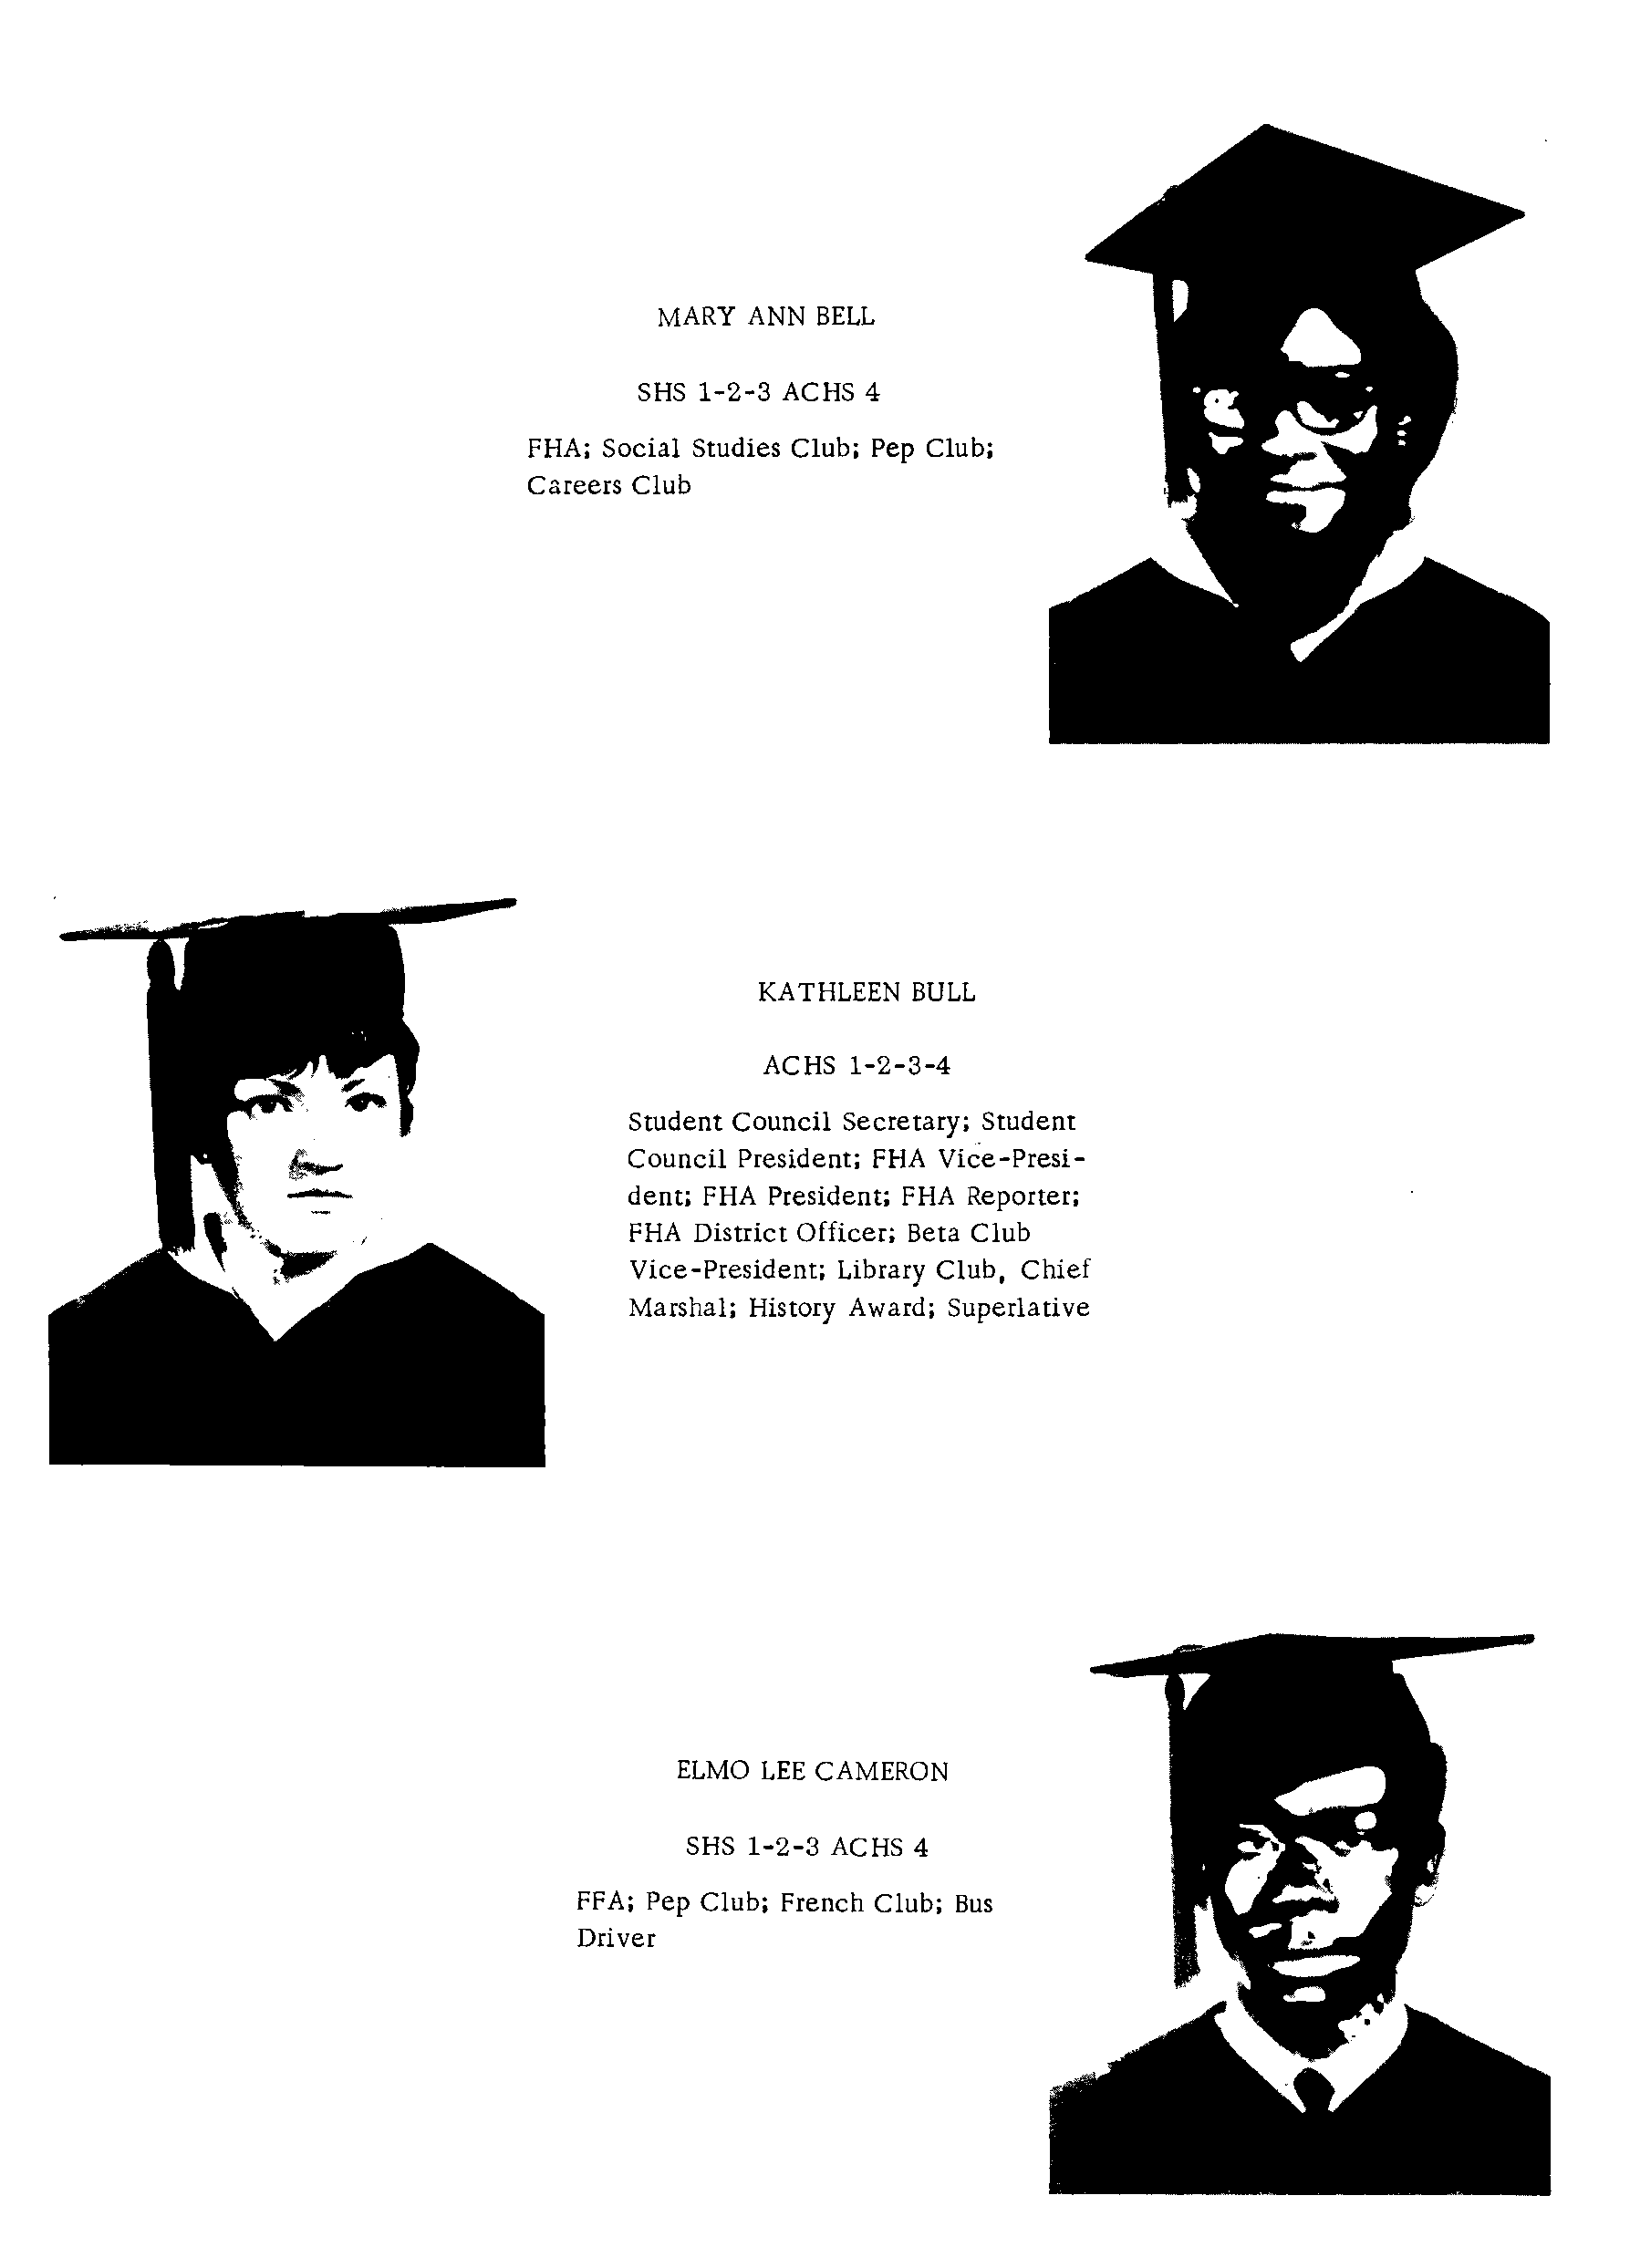 MARY ANN BELL
SHS 1-2-3 ACHS 4
FHA; Social Studies Club; Pep Club;
Careers Club
KATHLEEN BULL
ACHS 1-2-3-4
Student Council Secretary; Student
Council President; FHA Vice-Presi-
dent; FHA President; FHA Reporter;
FHA District Officer; Beta Club
Vice-President; Library Club, Chief
Marshal; History Award; Superlative
ELMO LEE CAMERON
SHS 1-2-3 ACHS 4
FFA; Pep Club; French Club; Bus
Driver